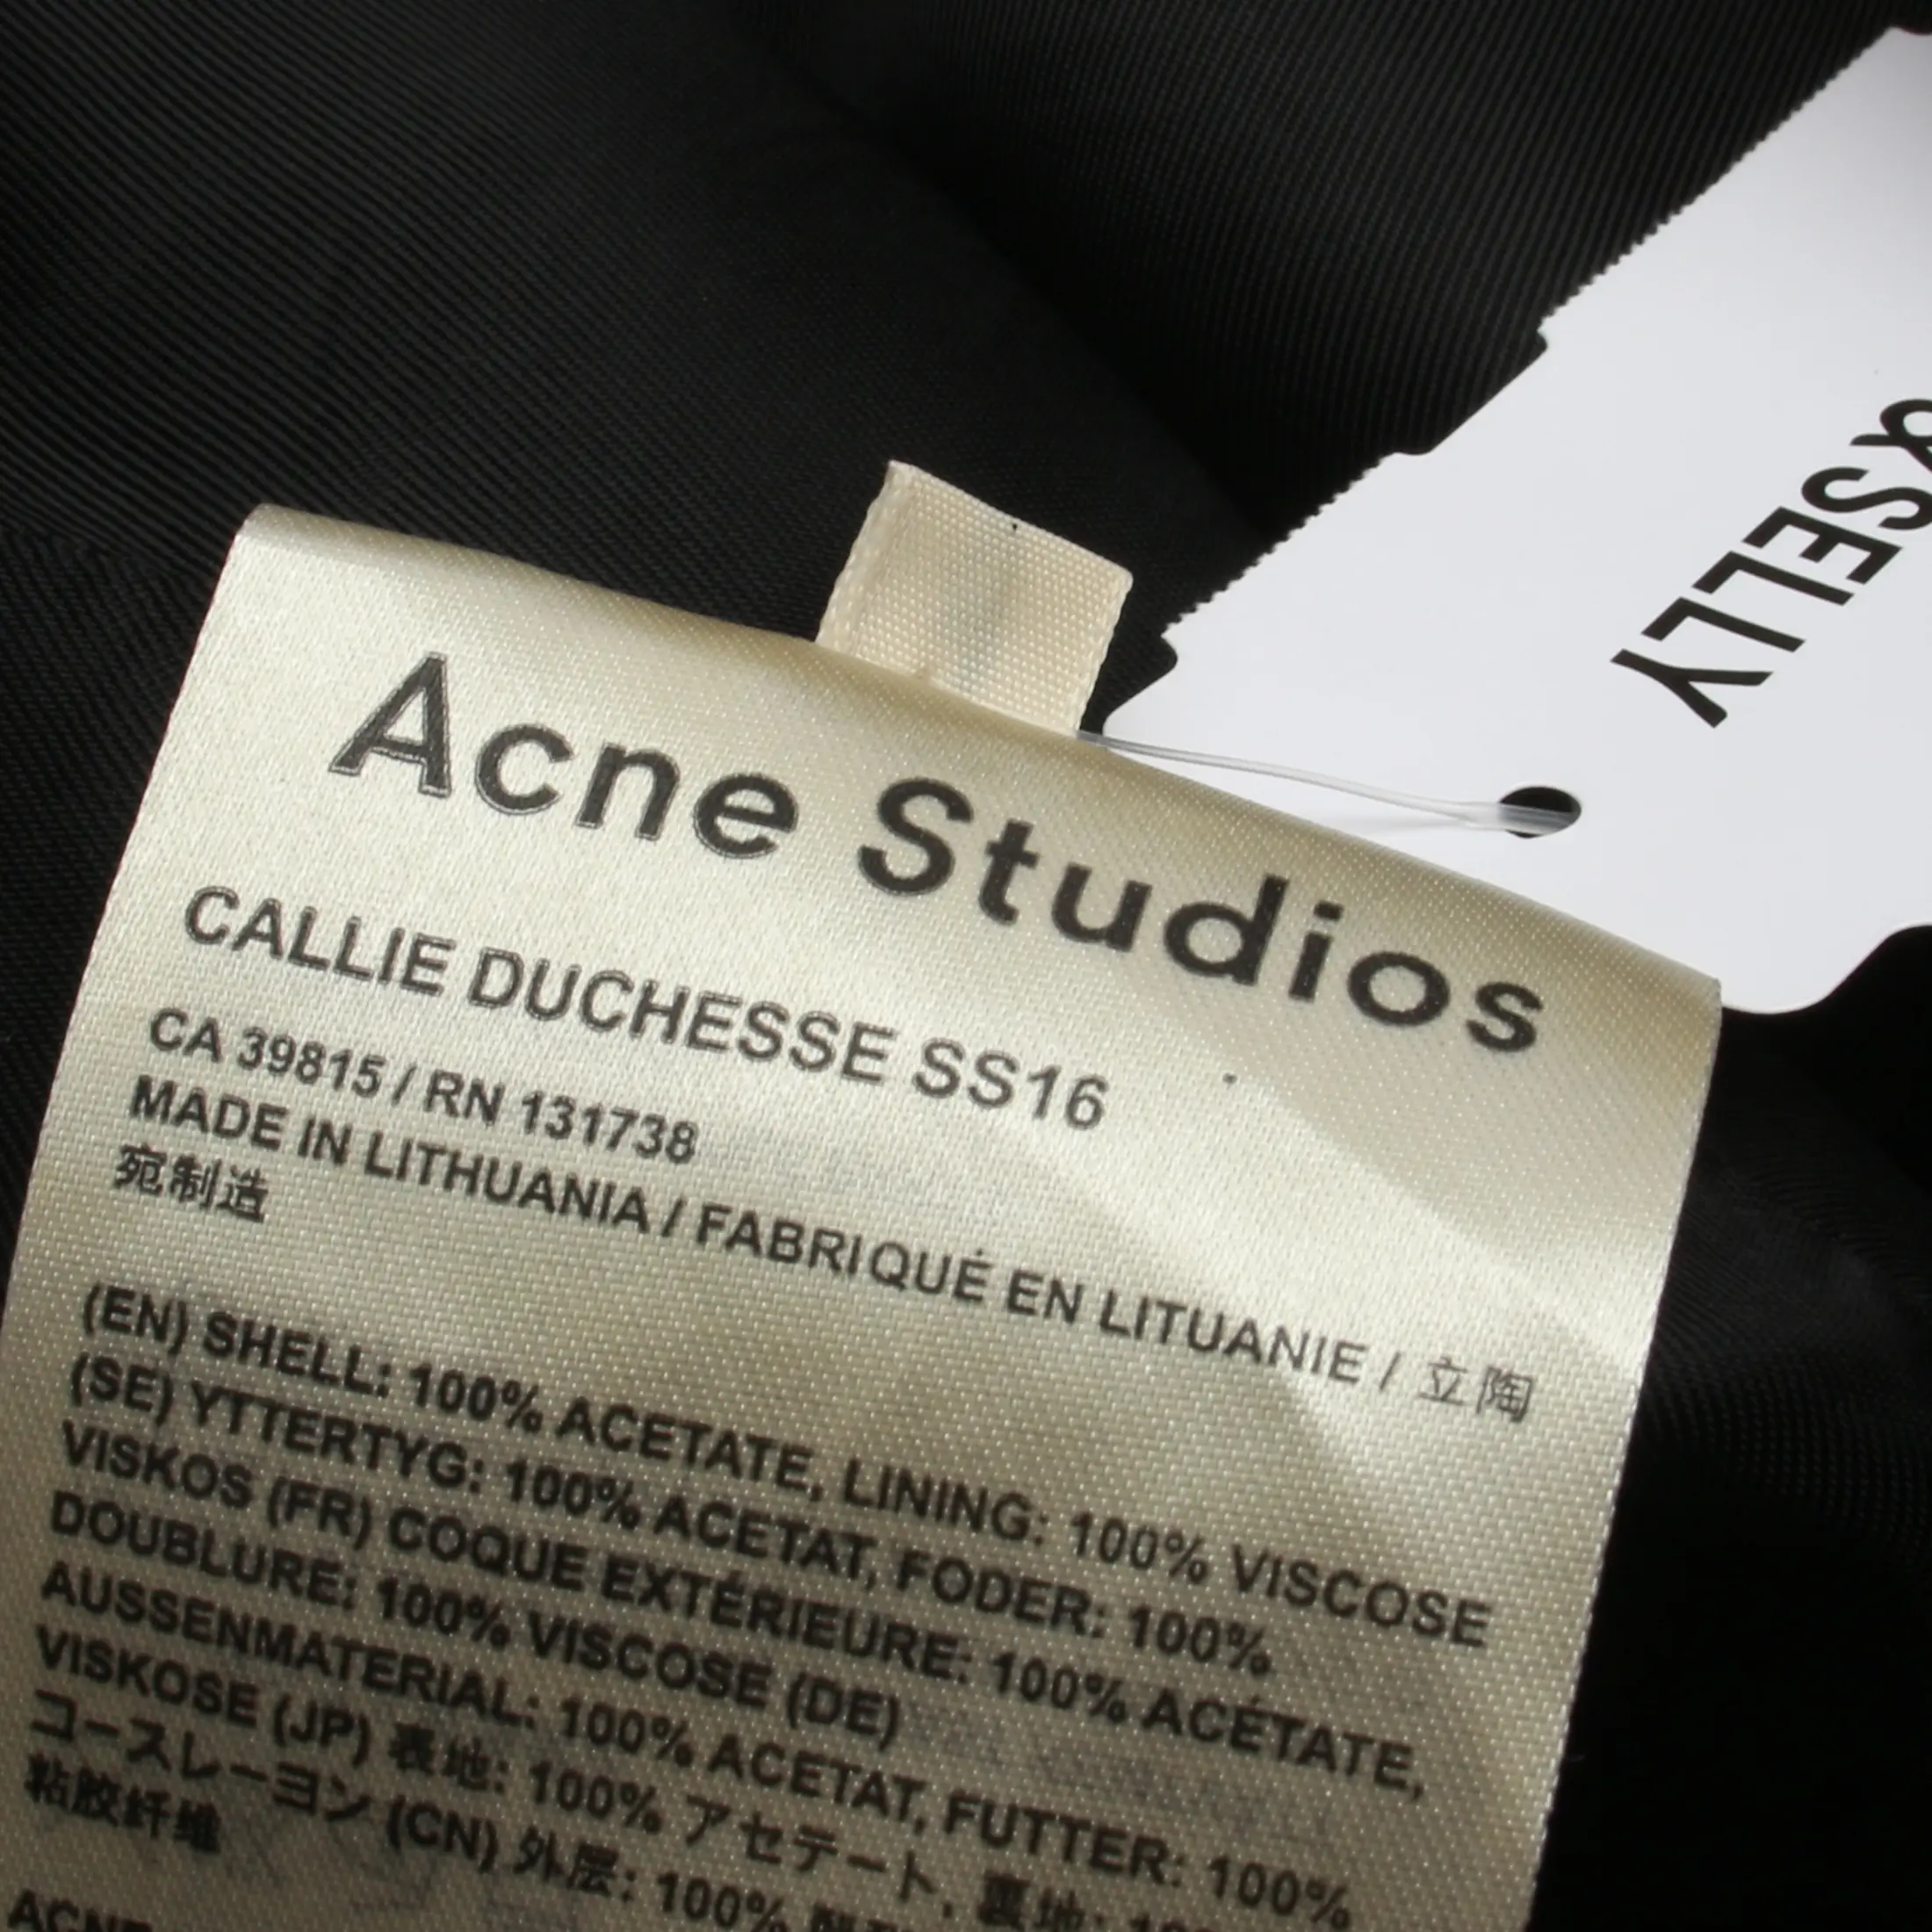 &SELLY
Acne Studios
CALLIE DUCHESSE SS16
CA 39815 / RN 131738
MADE IN LITHUANIA / FABRIQUÉ EN LITUANIE / 立陶
宛制造
(EN) SHELL: 100% ACETATE, LINING: 100% VISCOSE
(SE) YTTERTYG: 100% ACETAT, FODER: 100%
VISKOS (FR) COQUE EXTÉRIEURE: 100% ACÉTATE,
DOUBLURE: 100% VISCOSE (DE)
AUSSENMATERIAL: 100% ACETAT, FUTTER: 100%
VISKOSE (JP) 表地: 100% アセテート, 裏地:
コースレーヨン (CN) 外层: 100%
粘胶纤维
ACNE